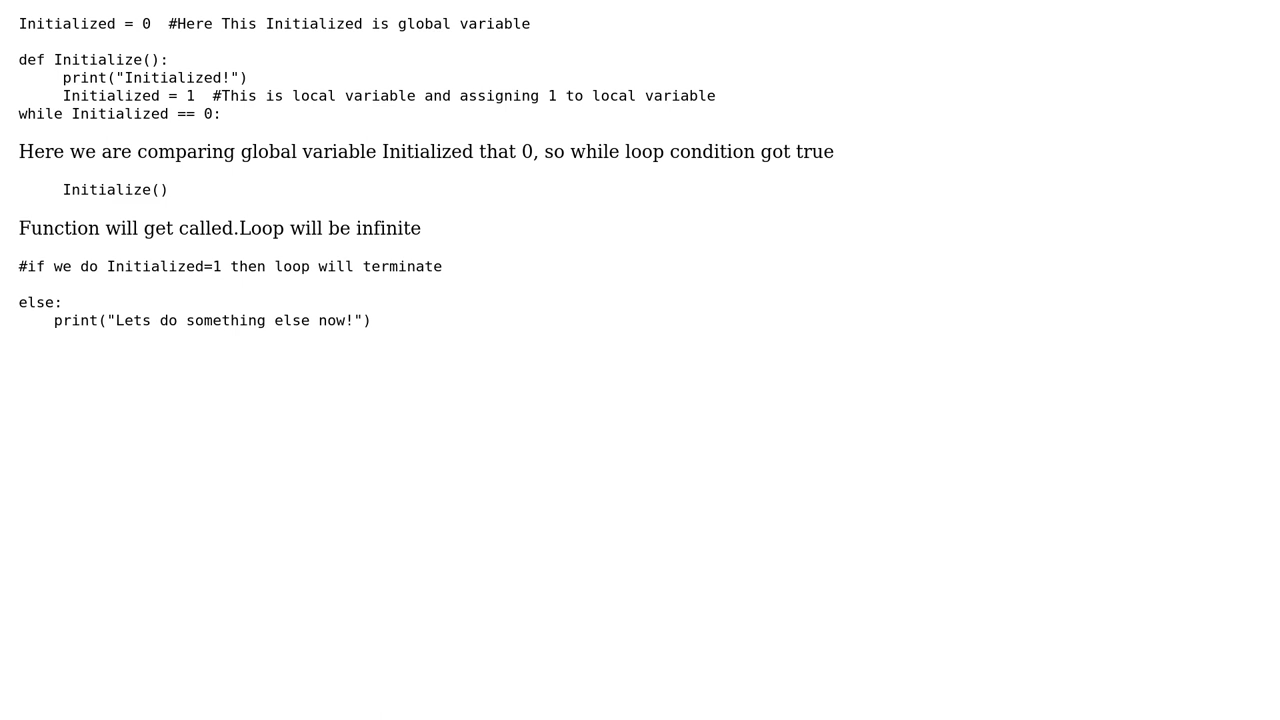 Initialized = 0  #Here This Initialized is global variable
def Initialize():
     print("Initialized!")
     Initialized = 1  #This is local variable and assigning 1 to local variable
while Initialized == 0:
Here we are comparing global variable Initialized that 0, so while loop condition got true
     Initialize()
Function will get called.Loop will be infinite
#if we do Initialized=1 then loop will terminate
else:
    print("Lets do something else now!")